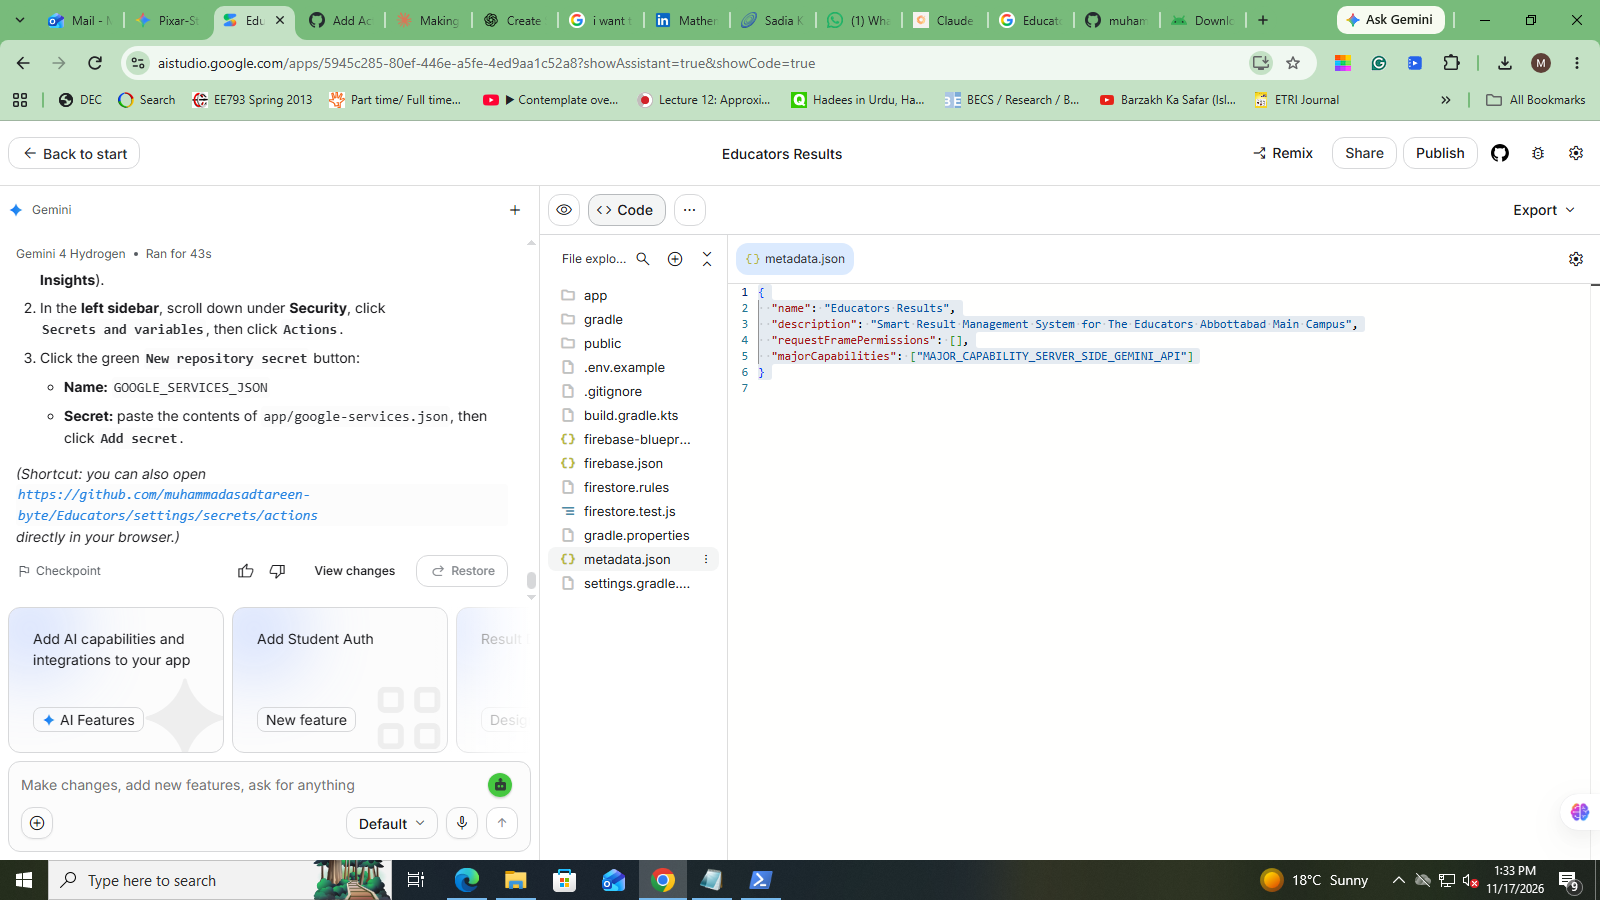 Mail - M
Pixar-St
Edu
Add Ac
Making
Create
i want t
Mather
Sadia K
(1) Wha
Claude
Educate
muham
Downlo
Ask Gemini
aistudio.google.com/apps/5945c285-80ef-446e-a5fe-4ed9aa1c52a8?showAssistant=true&showCode=true
M
DEC
Search
EE793 Spring 2013
Part time/ Full time...
▶ Contemplate ove...
Lecture 12: Approxi...
Hadees in Urdu, Ha...
BECS / Research / B...
Barzakh Ka Safar (Isl...
ETRI Journal
All Bookmarks
Back to start
Educators Results
Remix
Share
Publish
Gemini
Code
Export
Gemini 4 Hydrogen • Ran for 43s
Insights).
2. In the left sidebar, scroll down under Security, click
Secrets and variables, then click Actions.
3. Click the green New repository secret button:
Name: GOOGLE_SERVICES_JSON
Secret: paste the contents of app/google-services.json, then
click Add secret.
(Shortcut: you can also open
https://github.com/muhammadasadtareen-
byte/Educators/settings/secrets/actions
directly in your browser.)
Checkpoint
View changes
Restore
Add AI capabilities and
integrations to your app
AI Features
Add Student Auth
New feature
Result
Desig
Make changes, add new features, ask for anything
Default
File explo...
app
gradle
public
.env.example
.gitignore
build.gradle.kts
firebase-bluepr...
firebase.json
firestore.rules
firestore.test.js
gradle.properties
metadata.json
settings.gradle....
metadata.json
1 {
2 "name": "Educators Results",
3 "description": "Smart Result Management System for The Educators Abbottabad Main Campus",
4 "requestFramePermissions": [],
5 "majorCapabilities": ["MAJOR_CAPABILITY_SERVER_SIDE_GEMINI_API"]
6 }
7
Type here to search
18°C Sunny
1:33 PM
11/17/2026
9